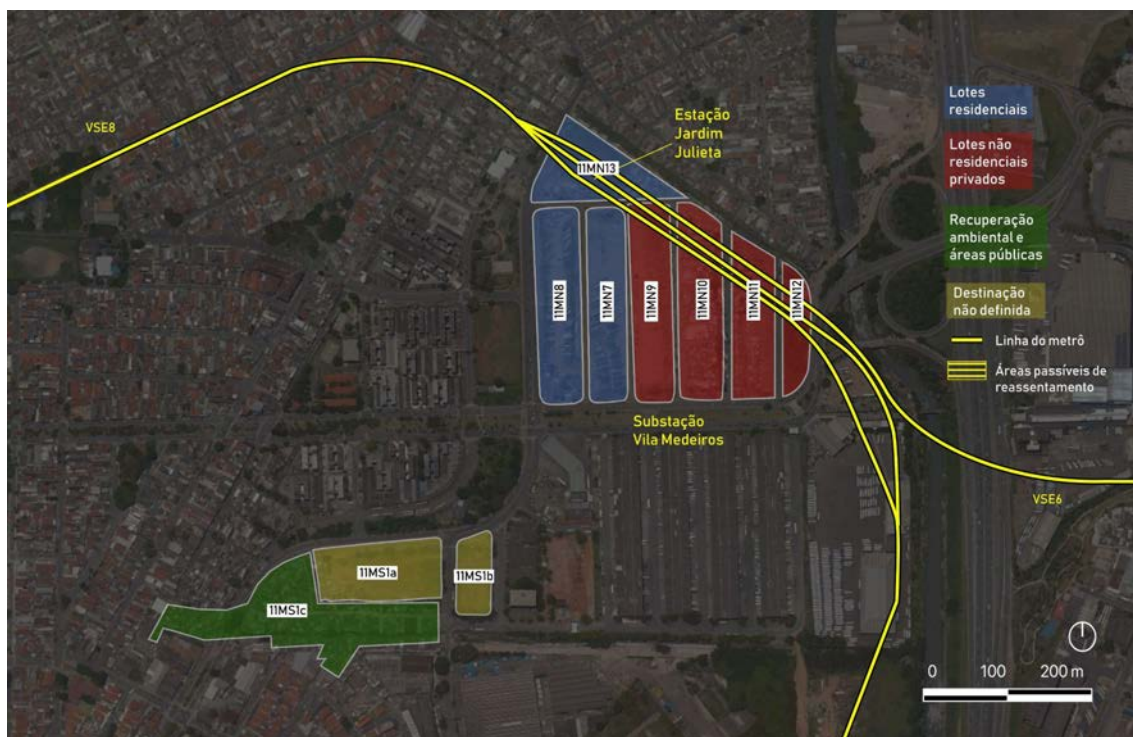 VSE8
Estação
Jardim
Julieta
11MN13
11MN8
11MN7
11MN9
11MN10
11MN11
11MN12
Substação
Vila Medeiros
VSE6
11MS1a
11MS1b
11MS1c
Lotes
residenciais
Lotes não
residenciais
privados
Recuperação
ambiental e
áreas públicas
Destinação
não definida
Linha do metrô
Áreas passíveis de
reassentamento
0 100 200 m